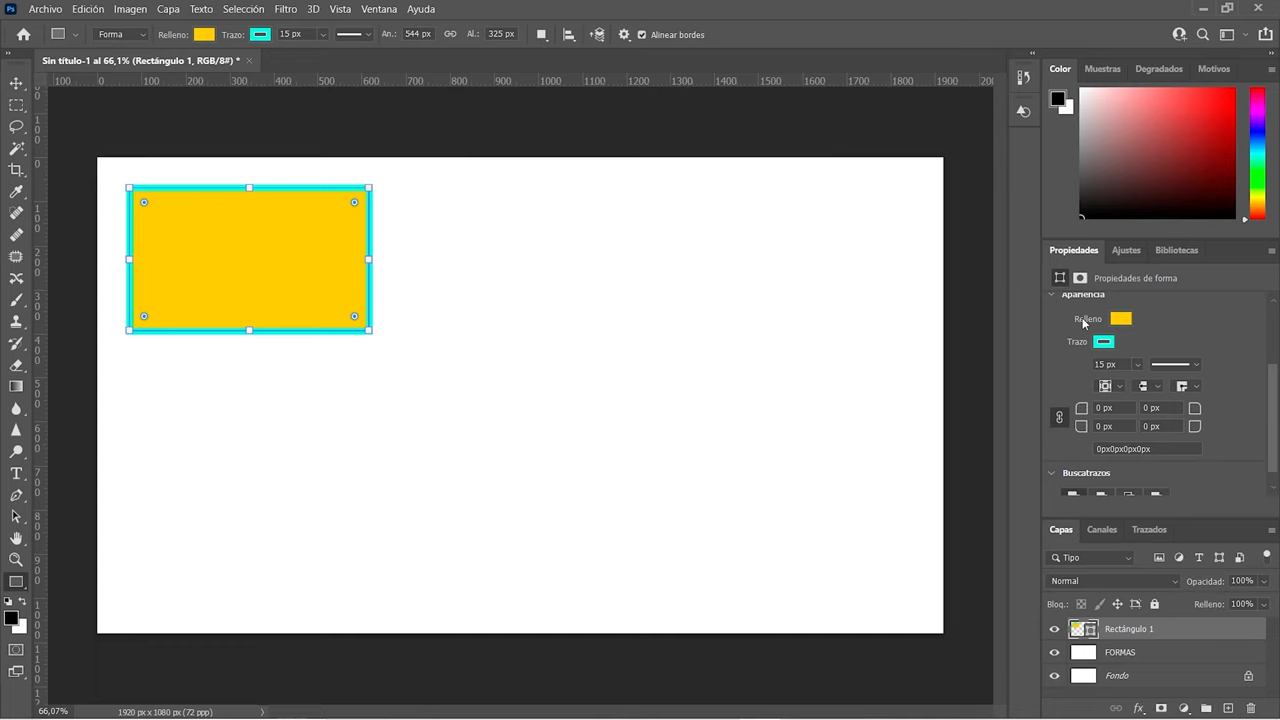 Ps Archivo Edición Imagen Capa Texto Selección Filtro 3D Vista Ventana Ayuda
Forma Relleno: Trazo: 15 px An.: 544 px Al.: 325 px Alinear bordes
Sin título-1 al 66,1% (Rectángulo 1, RGB/8#) * ×
100 0 100 200 300 400 500 600 700 800 900 1000 1100 1200 1300 1400 1500 1600 1700 1800 1900
Color Muestras Degradados Motivos
Propiedades Ajustes Bibliotecas
Propiedades de forma
Apariencia
Relleno
Trazo
15 px
0 px 0 px
0 px 0 px
0px0px0px0px
Buscatrazos
Capas Canales Trazados
Tipo
Normal Opacidad: 100%
Bloq.: Relleno: 100%
Rectángulo 1
FORMAS
Fondo
66,07% 1920 px x 1080 px (72 ppp)